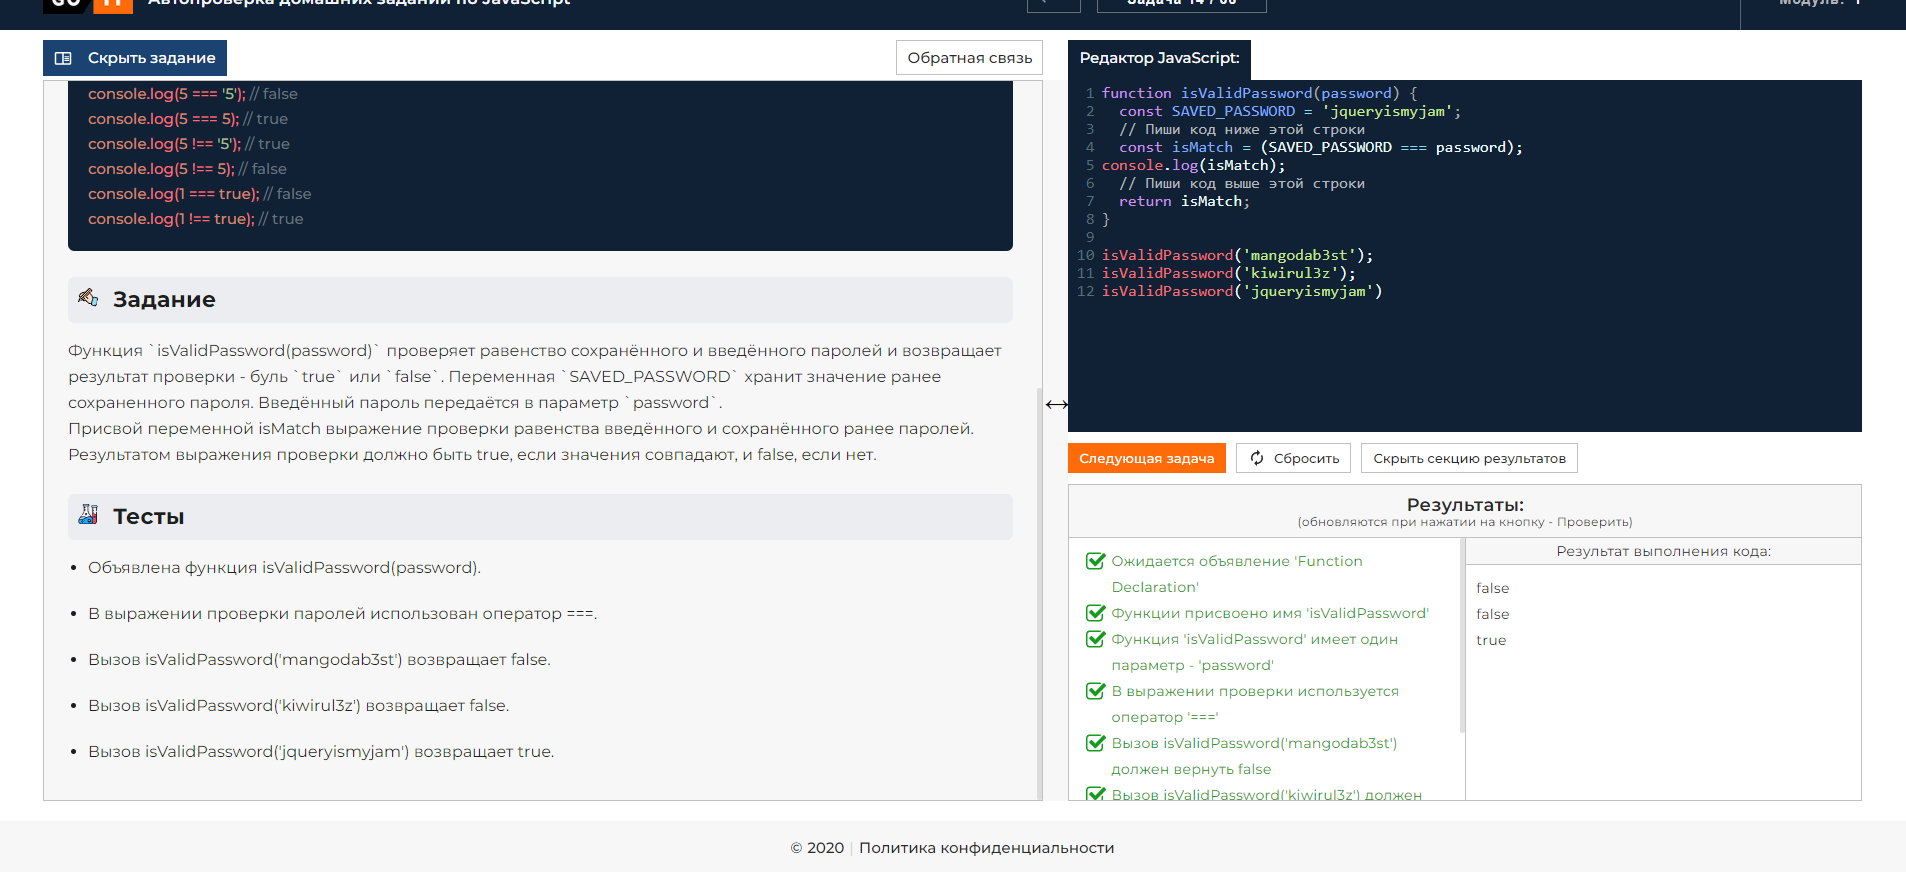 GO IT
Автопроверка домашних заданий по JavaScript
Задача 14 / 60
Модуль: 1
Скрыть задание
Обратная связь
console.log(5 === '5'); // false
console.log(5 === 5); // true
console.log(5 !== '5'); // true
console.log(5 !== 5); // false
console.log(1 === true); // false
console.log(1 !== true); // true
Задание
Функция `isValidPassword(password)` проверяет равенство сохранённого и введённого паролей и возвращает
результат проверки - буль `true` или `false`. Переменная `SAVED_PASSWORD` хранит значение ранее
сохраненного пароля. Введённый пароль передаётся в параметр `password`.
Присвой переменной isMatch выражение проверки равенства введённого и сохранённого ранее паролей.
Результатом выражения проверки должно быть true, если значения совпадают, и false, если нет.
Тесты
• Объявлена функция isValidPassword(password).
• В выражении проверки паролей использован оператор ===.
• Вызов isValidPassword('mangodab3st') возвращает false.
• Вызов isValidPassword('kiwirul3z') возвращает false.
• Вызов isValidPassword('jqueryismyjam') возвращает true.
Редактор JavaScript:
1 function isValidPassword(password) {
2 const SAVED_PASSWORD = 'jqueryismyjam';
3 // Пиши код ниже этой строки
4 const isMatch = (SAVED_PASSWORD === password);
5 console.log(isMatch);
6 // Пиши код выше этой строки
7 return isMatch;
8 }
9
10 isValidPassword('mangodab3st');
11 isValidPassword('kiwirul3z');
12 isValidPassword('jqueryismyjam')
Следующая задача
Сбросить
Скрыть секцию результатов
Результаты:
(обновляются при нажатии на кнопку - Проверить)
Ожидается объявление 'Function
Declaration'
Функции присвоено имя 'isValidPassword'
Функция 'isValidPassword' имеет один
параметр - 'password'
В выражении проверки используется
оператор '==='
Вызов isValidPassword('mangodab3st')
должен вернуть false
Вызов isValidPassword('kiwirul3z') должен
Результат выполнения кода:
false
false
true
© 2020 | Политика конфиденциальности